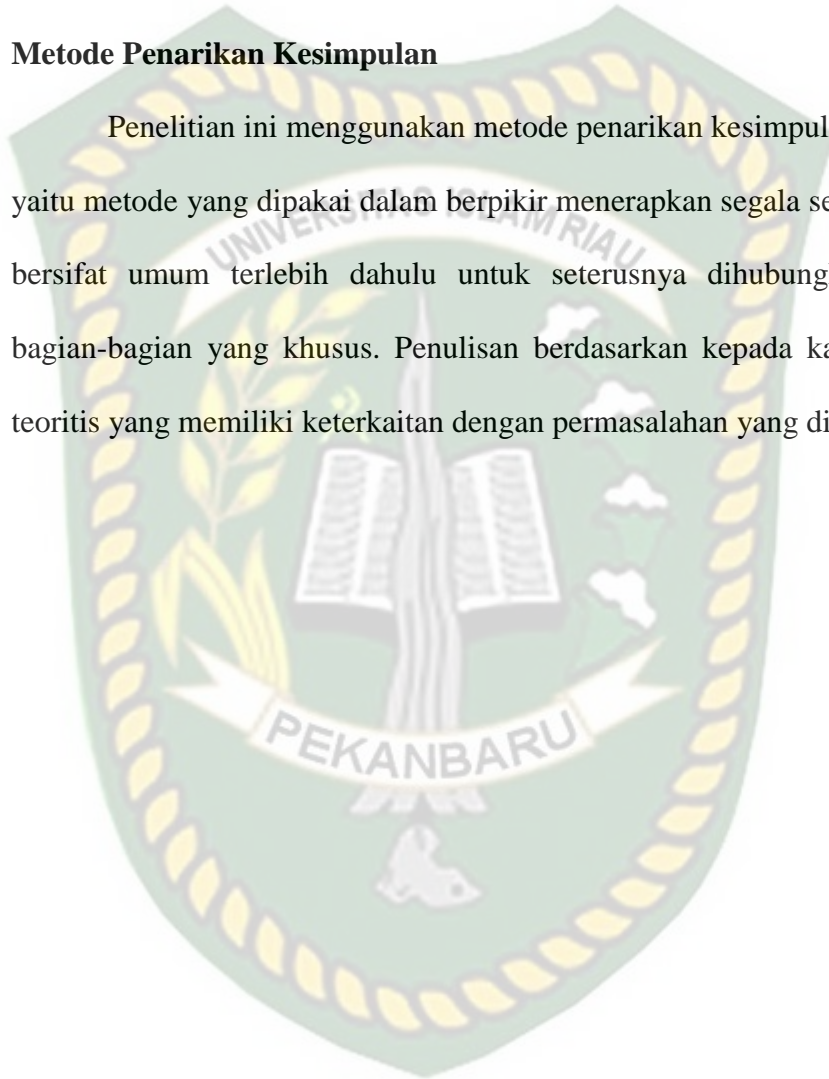 Metode Penarikan Kesimpulan
Penelitian ini menggunakan metode penarikan kesimpul
yaitu metode yang dipakai dalam berpikir menerapkan segala se
bersifat umum terlebih dahulu untuk seterusnya dihubung
bagian-bagian yang khusus. Penulisan berdasarkan kepada ka
teoritis yang memiliki keterkaitan dengan permasalahan yang di
UNIVERSITAS ISLAM RIAU
PEKANBARU